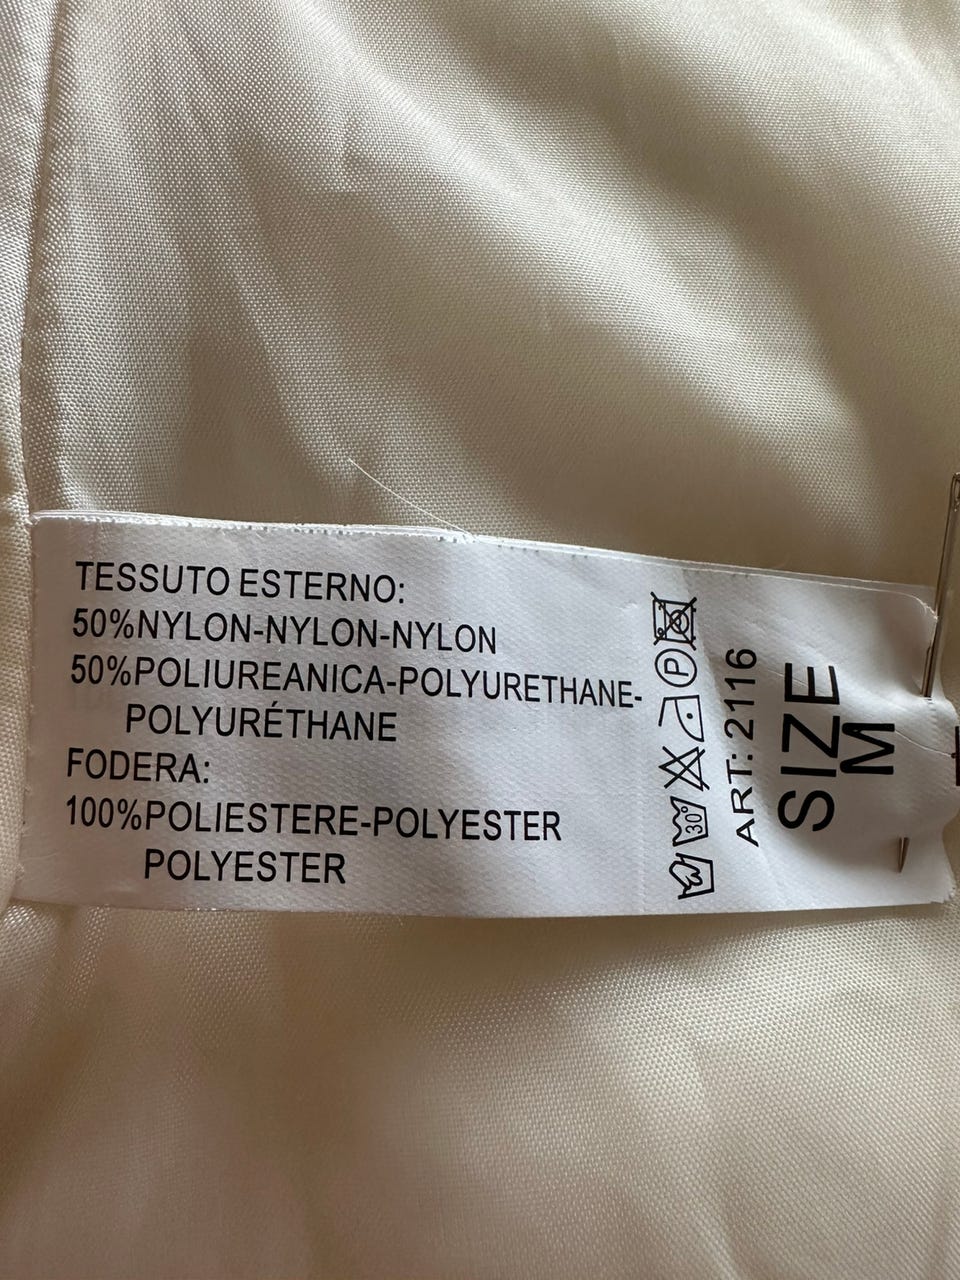 TESSUTO ESTERNO:
50%NYLON-NYLON-NYLON
50%POLIUREANICA-POLYURETHANE-
POLYURÉTHANE
FODERA:
100%POLIESTERE-POLYESTER
POLYESTER
30°
P
ART: 2116
SIZE
M